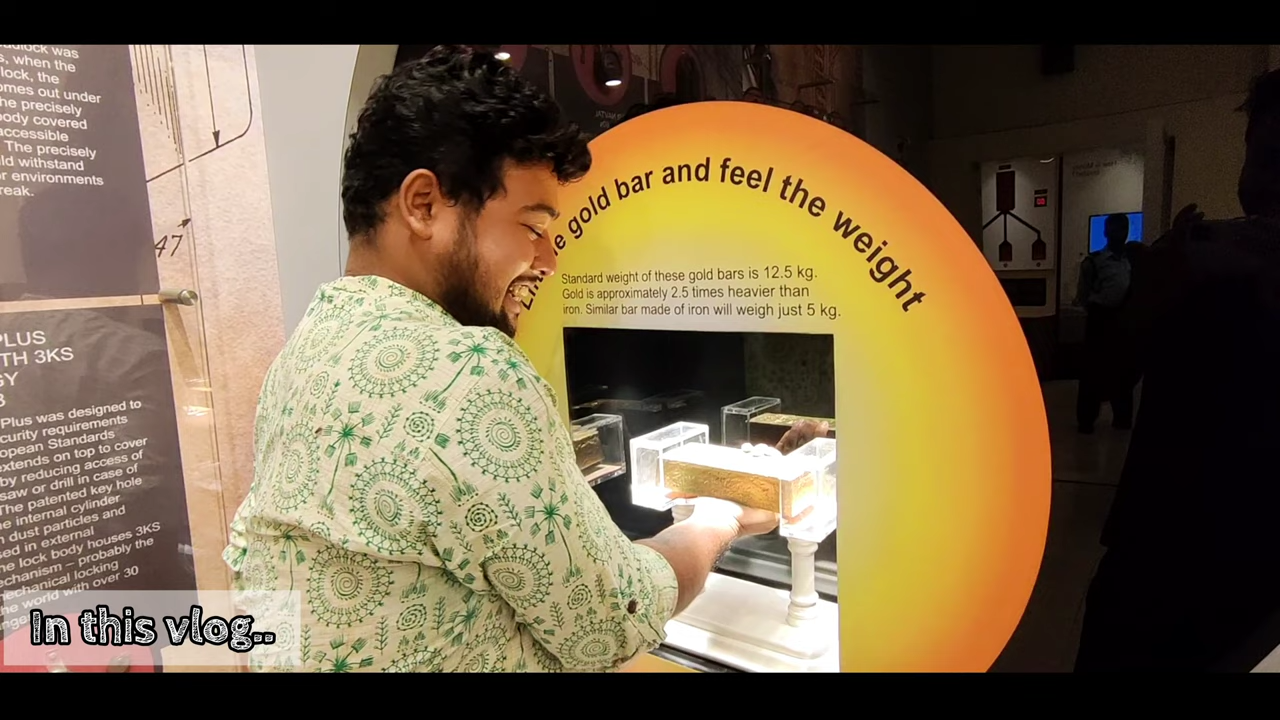 lock, the
omes out under
he precisely
body covered
accessible
The precisely
ld withstand
or environments
reak.
47
PLUS
TH 3KS
GY
Plus was designed to
curity requirements
opean Standards
extends on top to cover
by reducing access of
saw or drill in case of
The patented key hole
he internal cylinder
n dust particles and
sed in external
he lock body houses 3KS
echanism – probably the
mechanical locking
he world with over 30
gold bar and feel the weight
Standard weight of these gold bars is 12.5 kg.
Gold is approximately 2.5 times heavier than
iron. Similar bar made of iron will weigh just 5 kg.
In this vlog..